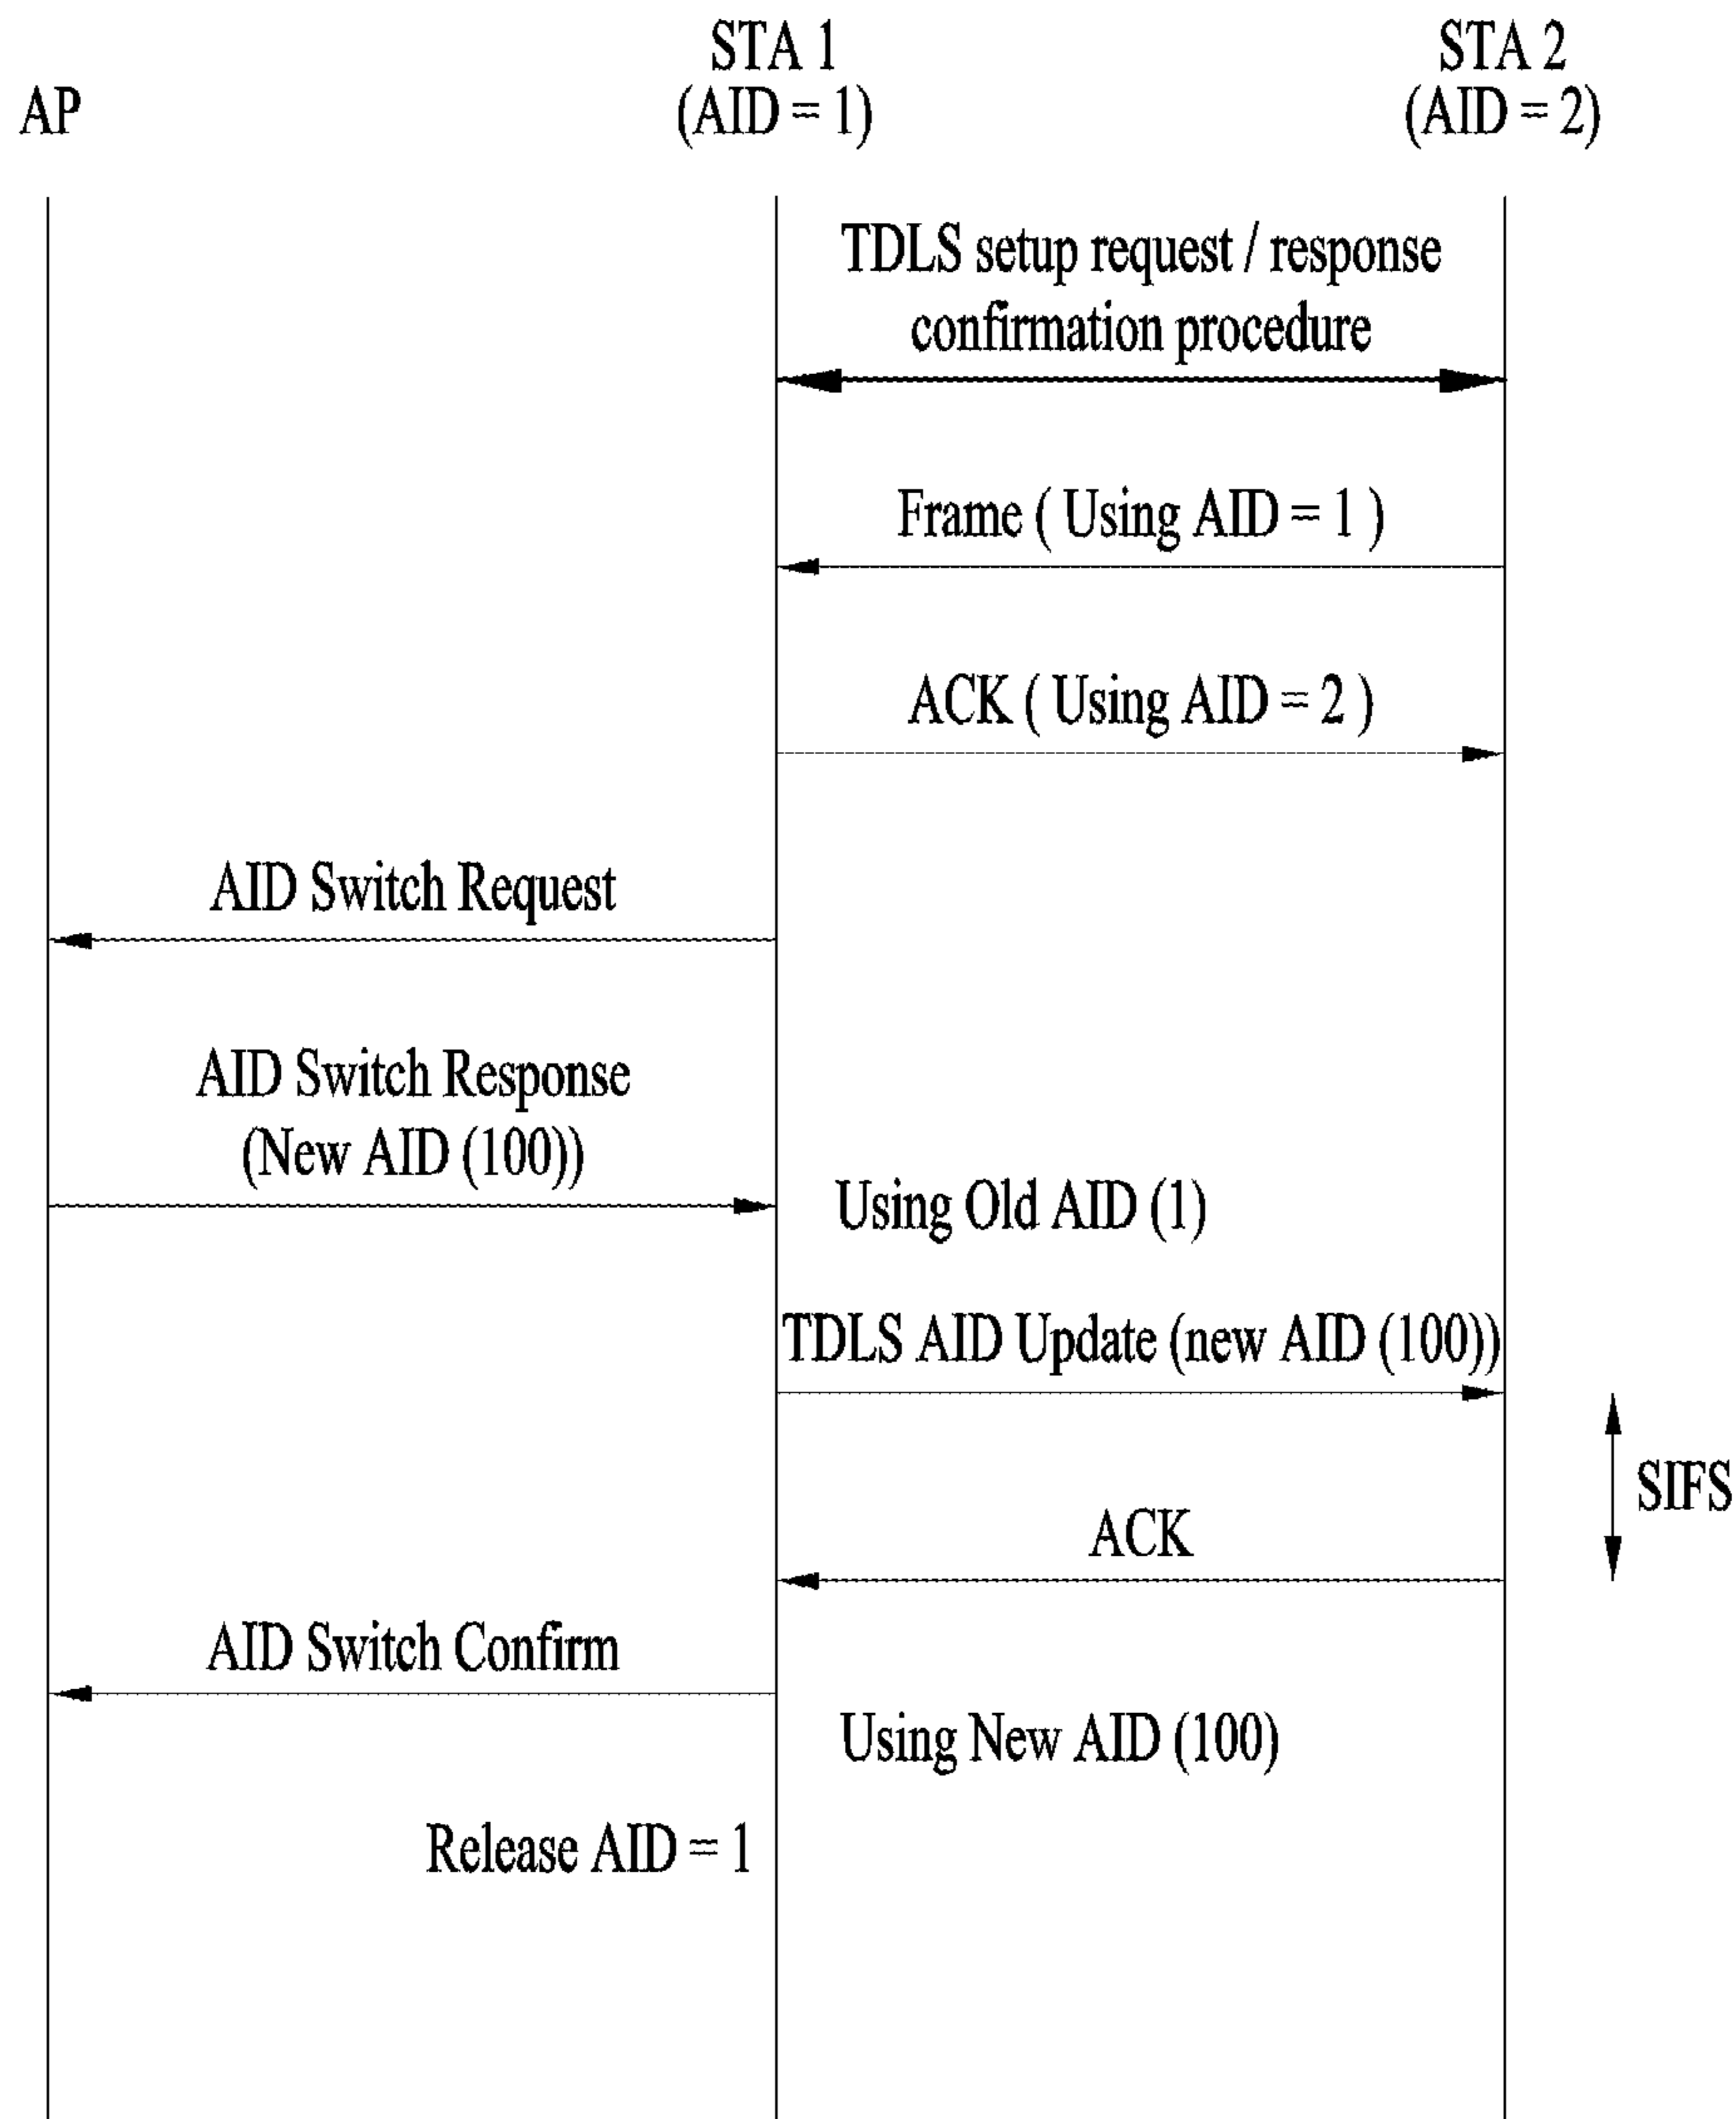 AP
STA 1
(AID = 1)
STA 2
(AID = 2)
TDLS setup request / response
confirmation procedure
Frame ( Using AID = 1 )
ACK ( Using AID = 2 )
AID Switch Request
AID Switch Response
(New AID (100))
Using Old AID (1)
TDLS AID Update (new AID (100))
SIFS
ACK
AID Switch Confirm
Using New AID (100)
Release AID = 1